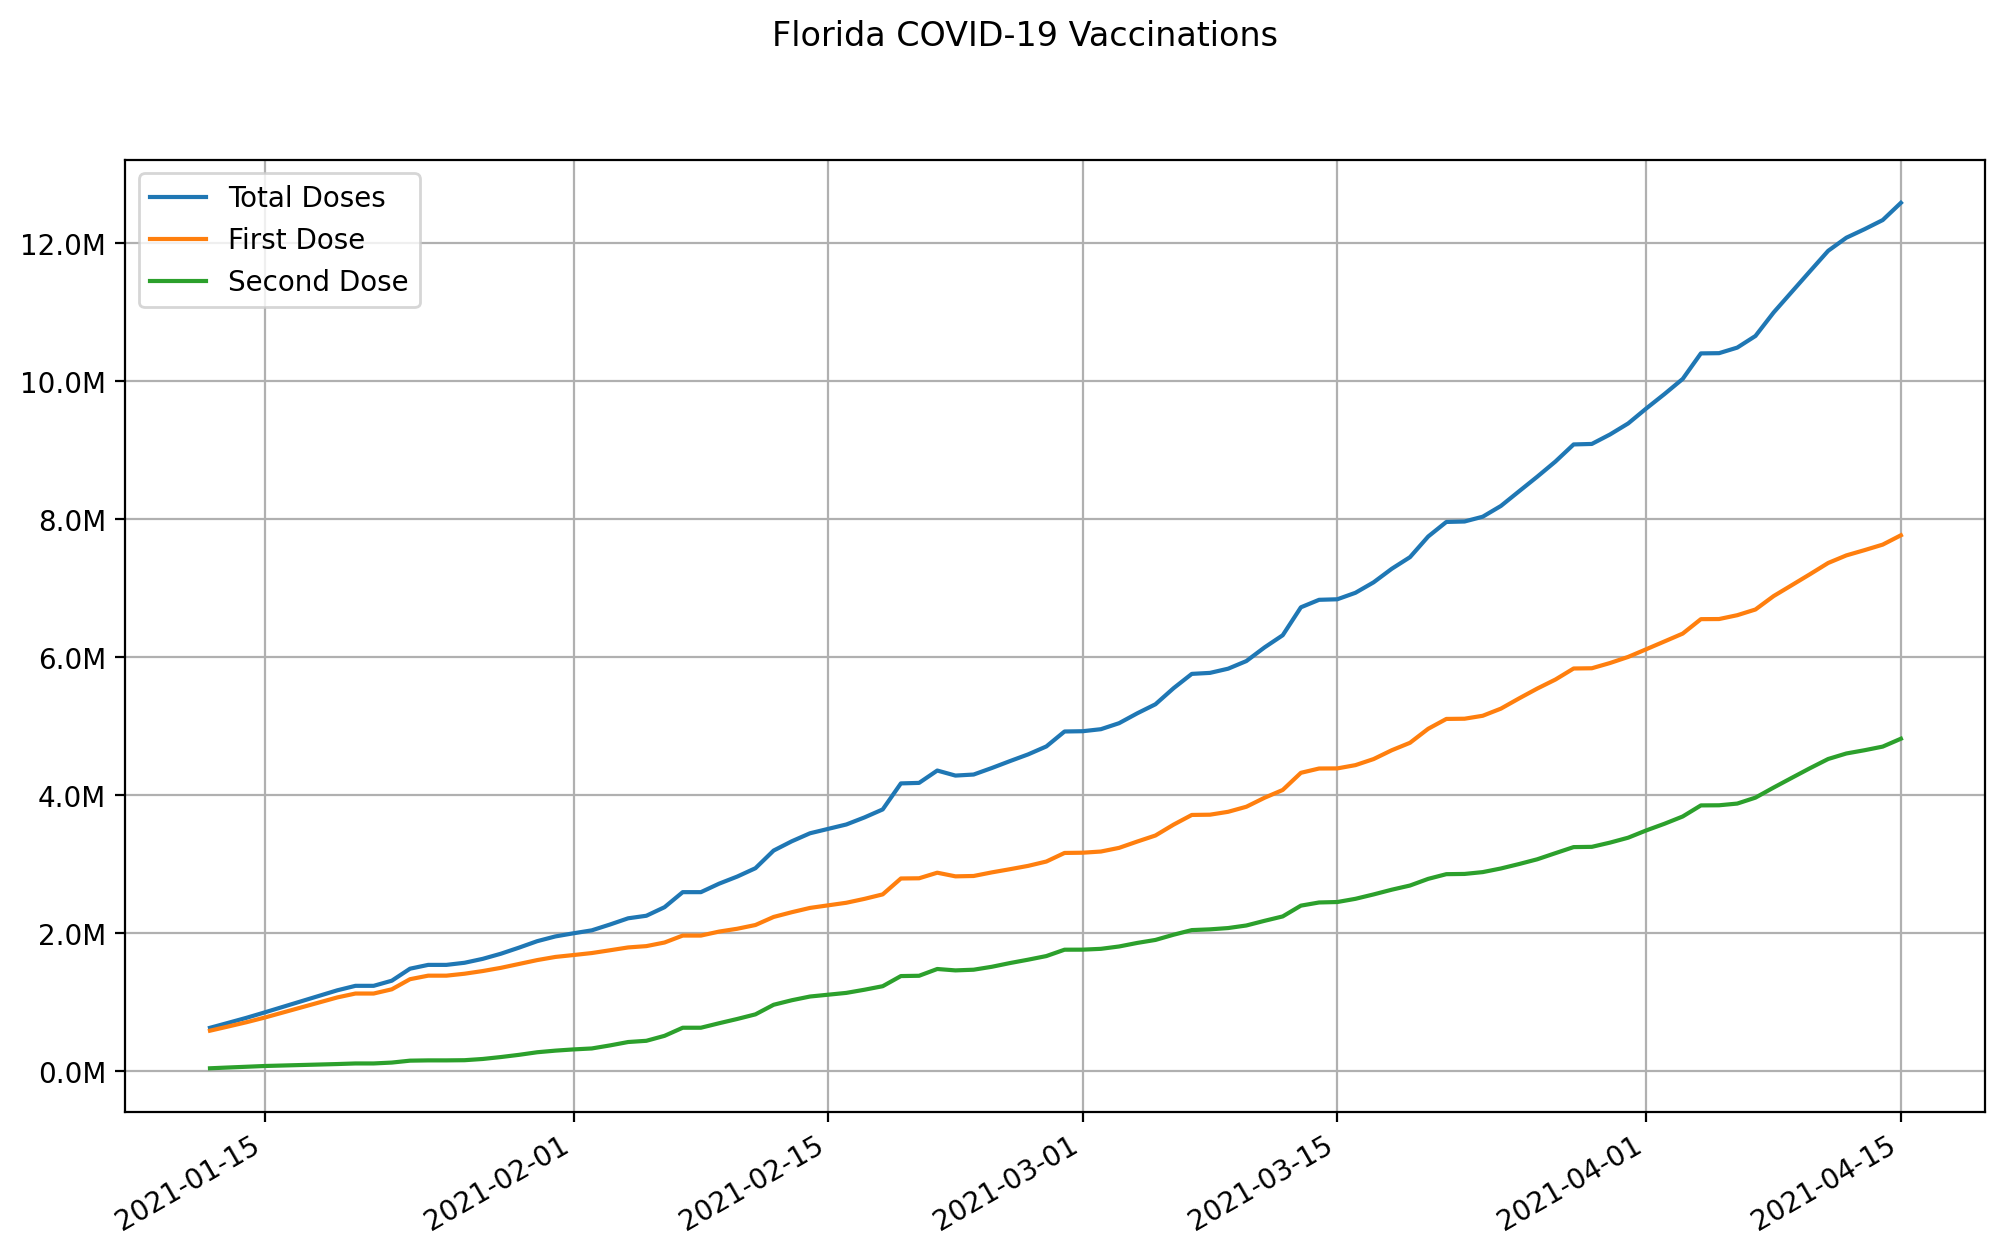 Florida COVID-19 Vaccinations
Total Doses
First Dose
Second Dose
12.0M
10.0M
8.0M
6.0M
4.0M
2.0M
0.0M
2021-01-15
2021-02-01
2021-02-15
2021-03-01
2021-03-15
2021-04-01
2021-04-15